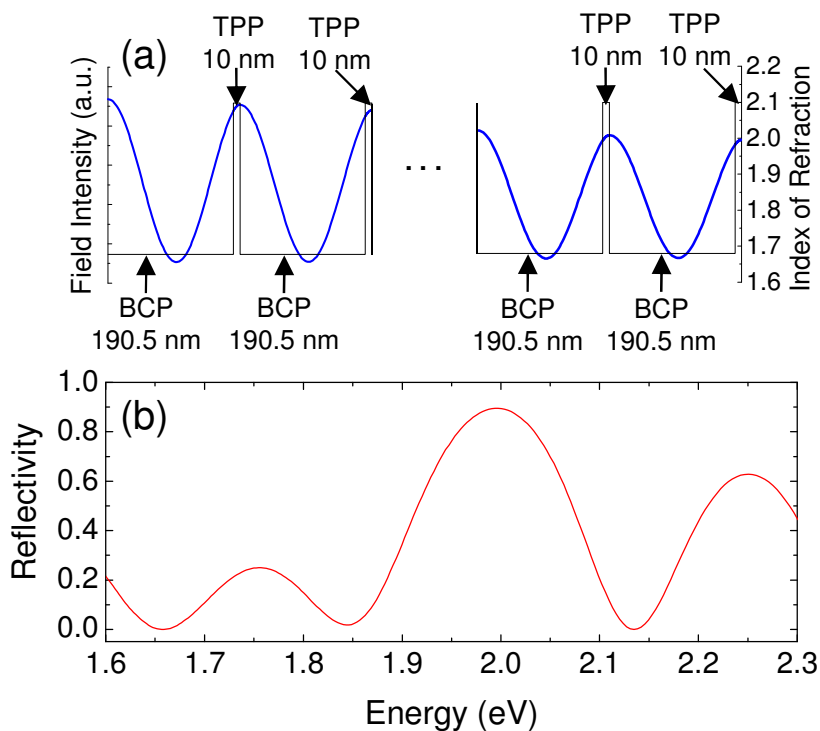 (a)
TPP
10 nm
TPP
10 nm
TPP
10 nm
TPP
10 nm
Field Intensity (a.u.)
2.2
2.1
2.0
1.9
1.8
1.7
1.6
Index of Refraction
...
BCP
190.5 nm
BCP
190.5 nm
BCP
190.5 nm
BCP
190.5 nm
(b)
Reflectivity
1.0
0.8
0.6
0.4
0.2
0.0
1.6 1.7 1.8 1.9 2.0 2.1 2.2 2.3
Energy (eV)